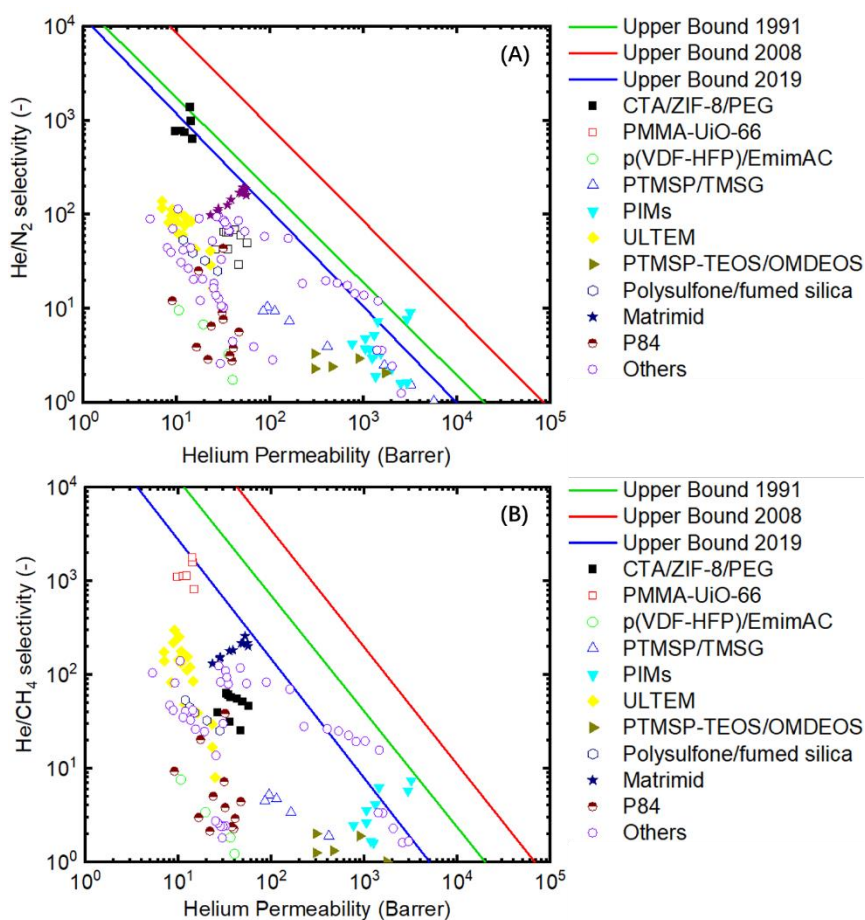 (A)
He/N₂ selectivity (-)
10⁴
10³
10²
10¹
10⁰
10⁰ 10¹ 10² 10³ 10⁴ 10⁵
Helium Permeability (Barrer)
Upper Bound 1991
Upper Bound 2008
Upper Bound 2019
CTA/ZIF-8/PEG
PMMA-UiO-66
p(VDF-HFP)/EmimAC
PTMSP/TMSG
PIMs
ULTEM
PTMSP-TEOS/OMDEOS
Polysulfone/fumed silica
Matrimid
P84
Others
(B)
He/CH₄ selectivity (-)
10⁴
10³
10²
10¹
10⁰
10⁰ 10¹ 10² 10³ 10⁴ 10⁵
Helium Permeability (Barrer)
Upper Bound 1991
Upper Bound 2008
Upper Bound 2019
CTA/ZIF-8/PEG
PMMA-UiO-66
p(VDF-HFP)/EmimAC
PTMSP/TMSG
PIMs
ULTEM
PTMSP-TEOS/OMDEOS
Polysulfone/fumed silica
Matrimid
P84
Others